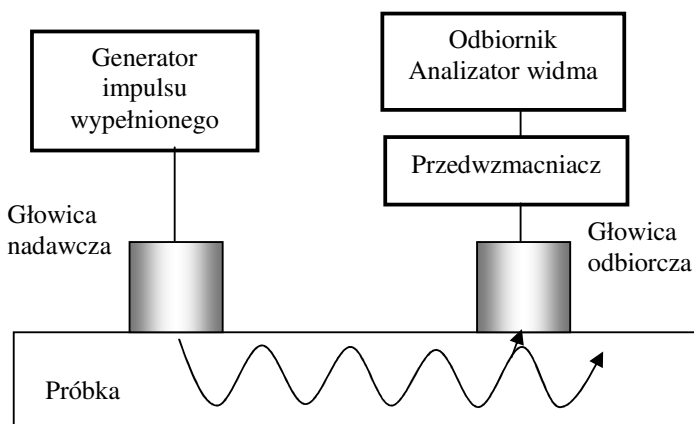 Generator
impulsu
wypełnionego
Odbiornik
Analizator widma
Przedwzmacniacz
Głowica
nadawcza
Głowica
odbiorcza
Próbka